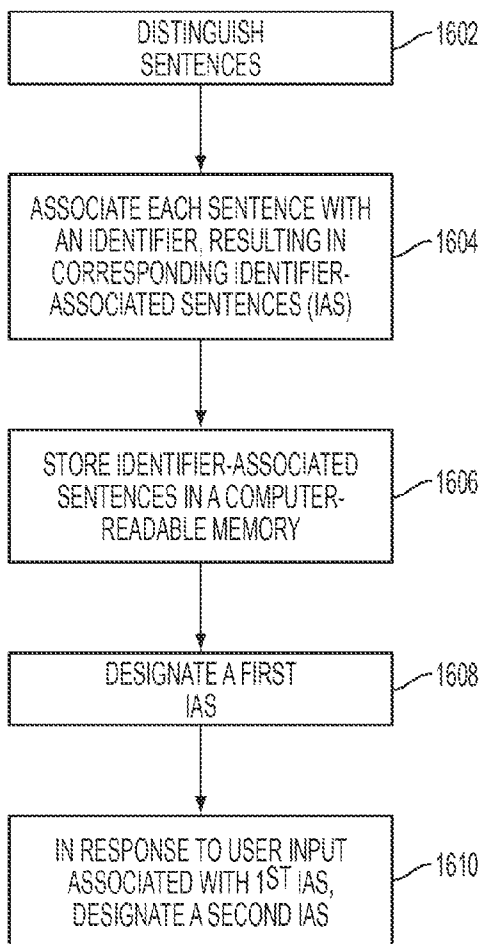 DISTINGUISH
SENTENCES
1602
ASSOCIATE EACH SENTENCE WITH
AN IDENTIFIER, RESULTING IN
CORRESPONDING IDENTIFIER-
ASSOCIATED SENTENCES (IAS)
1604
STORE IDENTIFIER-ASSOCIATED
SENTENCES IN A COMPUTER-
READABLE MEMORY
1606
DESIGNATE A FIRST
IAS
1608
IN RESPONSE TO USER INPUT
ASSOCIATED WITH 1ST IAS,
DESIGNATE A SECOND IAS
1610